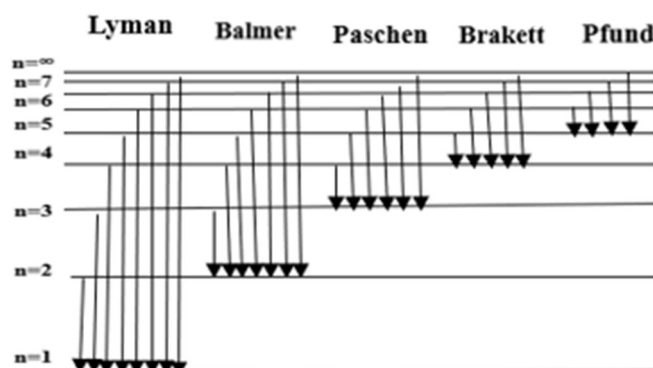 Lyman Balmer Paschen Brakett Pfund
n=∞
n=7
n=6
n=5
n=4
n=3
n=2
n=1